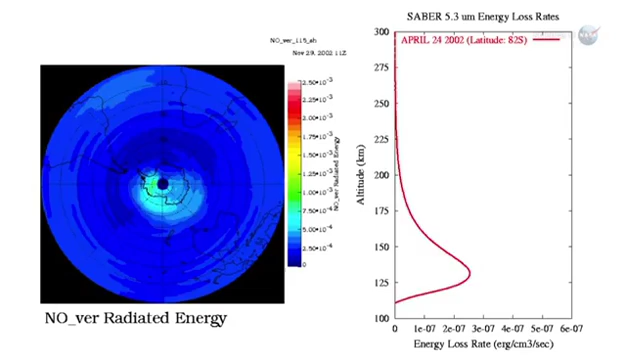 NO_ver_115_sh
Nov 29, 2002 11Z
2.50•10-3
2.25•10-3
2.00•10-3
1.75•10-3
1.50•10-3
1.25•10-3
1.00•10-3
7.50•10-4
5.00•10-4
2.50•10-4
0
NO_ver Radiated Energy
NO_ver Radiated Energy
SABER 5.3 um Energy Loss Rates
APRIL 24 2002 (Latitude: 82S)
NASA
300
275
250
225
200
175
150
125
100
Altitude (km)
0 1e-07 2e-07 3e-07 4e-07 5e-07 6e-07
Energy Loss Rate (erg/cm3/sec)